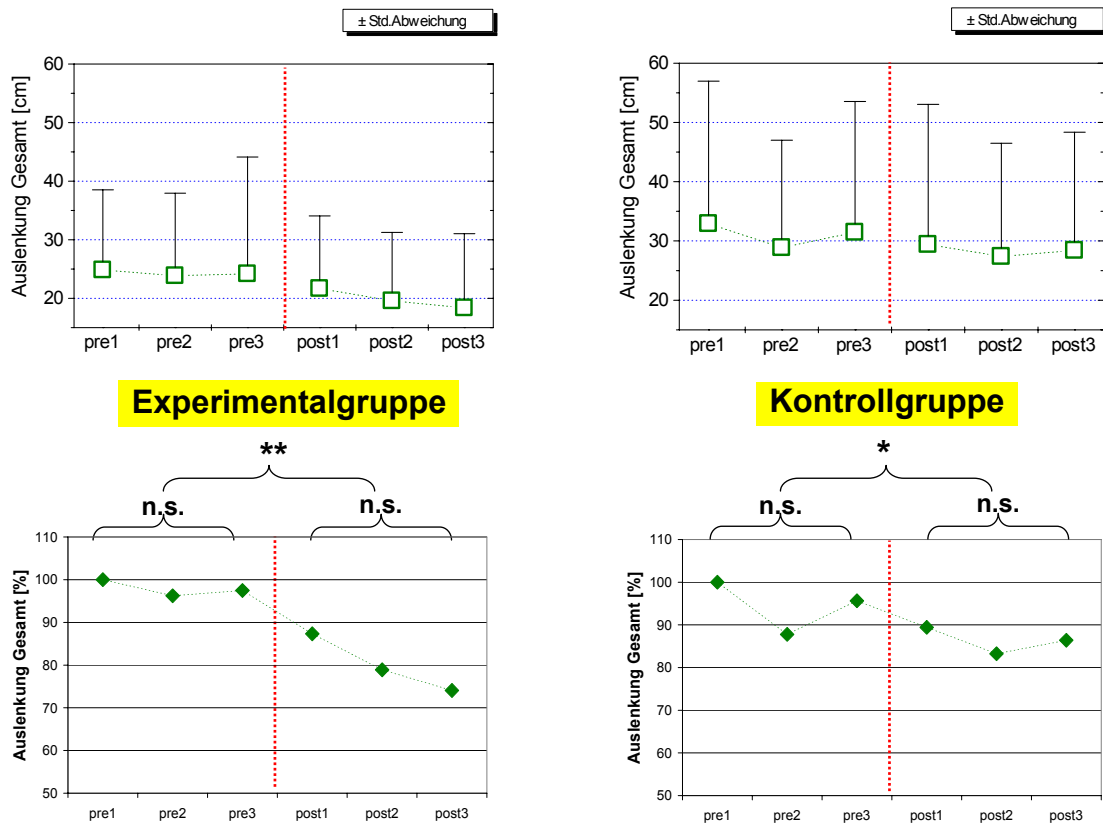 ± Std.Abweichung
Auslenkung Gesamt [cm]
60
50
40
30
20
pre1 pre2 pre3 post1 post2 post3
± Std.Abweichung
Auslenkung Gesamt [cm]
60
50
40
30
20
pre1 pre2 pre3 post1 post2 post3
Experimentalgruppe
Kontrollgruppe
**
n.s. n.s.
Auslenkung Gesamt [%]
110
100
90
80
70
60
50
pre1 pre2 pre3 post1 post2 post3
*
n.s. n.s.
Auslenkung Gesamt [%]
110
100
90
80
70
60
50
pre1 pre2 pre3 post1 post2 post3